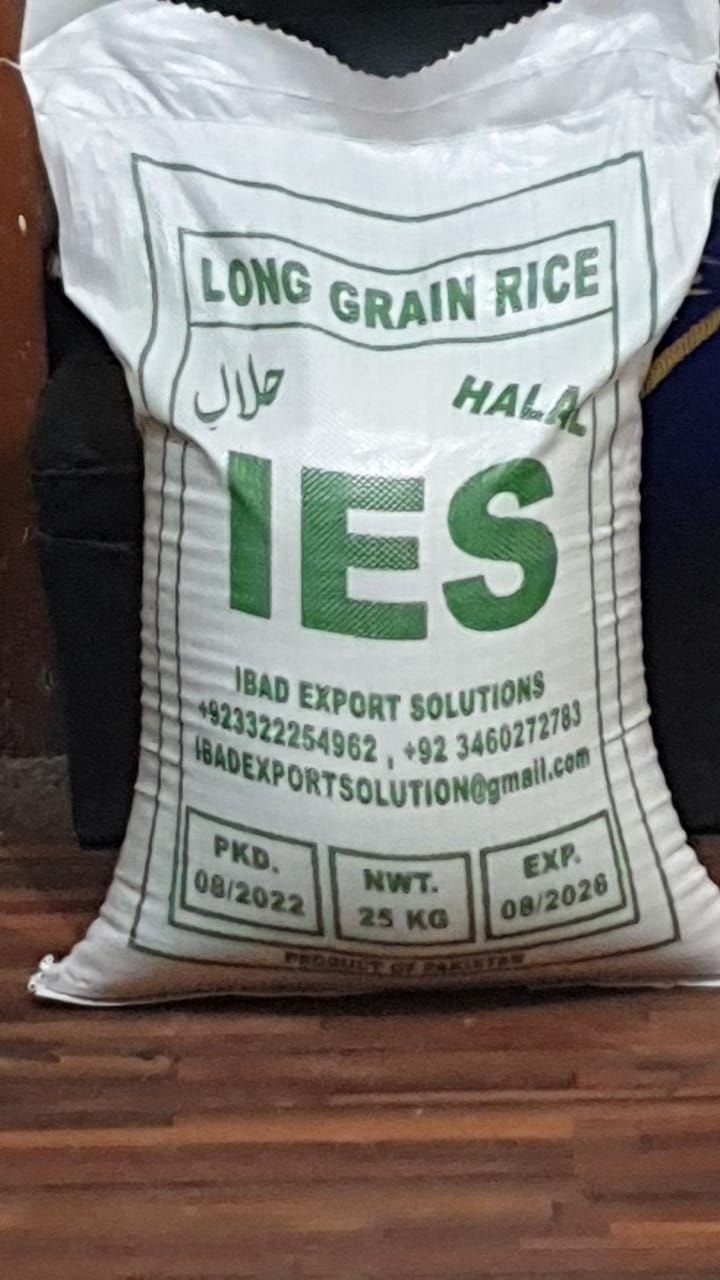 LONG GRAIN RICE
حلال HALAL
IES
IBAD EXPORT SOLUTIONS
+923322254962 , +92 3460272783
IBADEXPORTSOLUTION@gmail.com
PKD. NWT. EXP.
08/2022 25 KG 08/2026
PRODUCT OF PAKISTAN